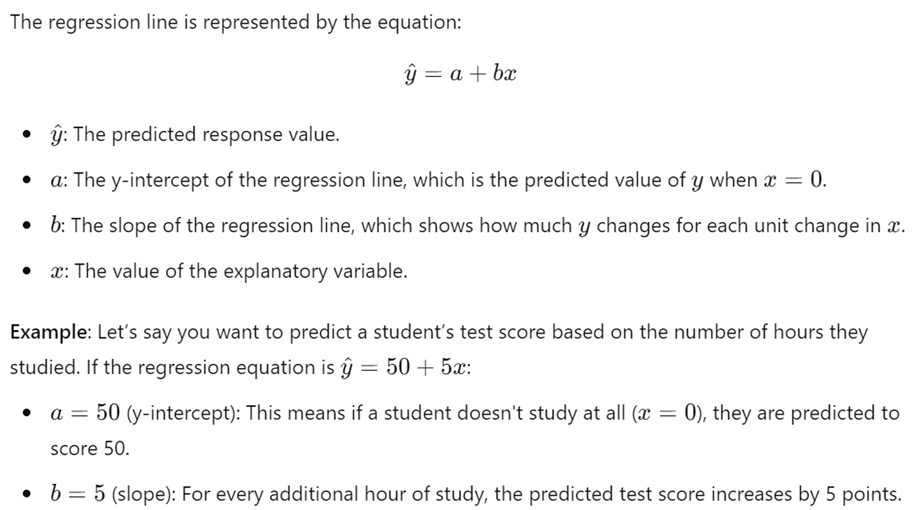 The regression line is represented by the equation:
ŷ = a + bx
• ŷ: The predicted response value.
• a: The y-intercept of the regression line, which is the predicted value of y when x = 0.
• b: The slope of the regression line, which shows how much y changes for each unit change in x.
• x: The value of the explanatory variable.
Example: Let’s say you want to predict a student’s test score based on the number of hours they
studied. If the regression equation is ŷ = 50 + 5x:
• a = 50 (y-intercept): This means if a student doesn't study at all (x = 0), they are predicted to
score 50.
• b = 5 (slope): For every additional hour of study, the predicted test score increases by 5 points.